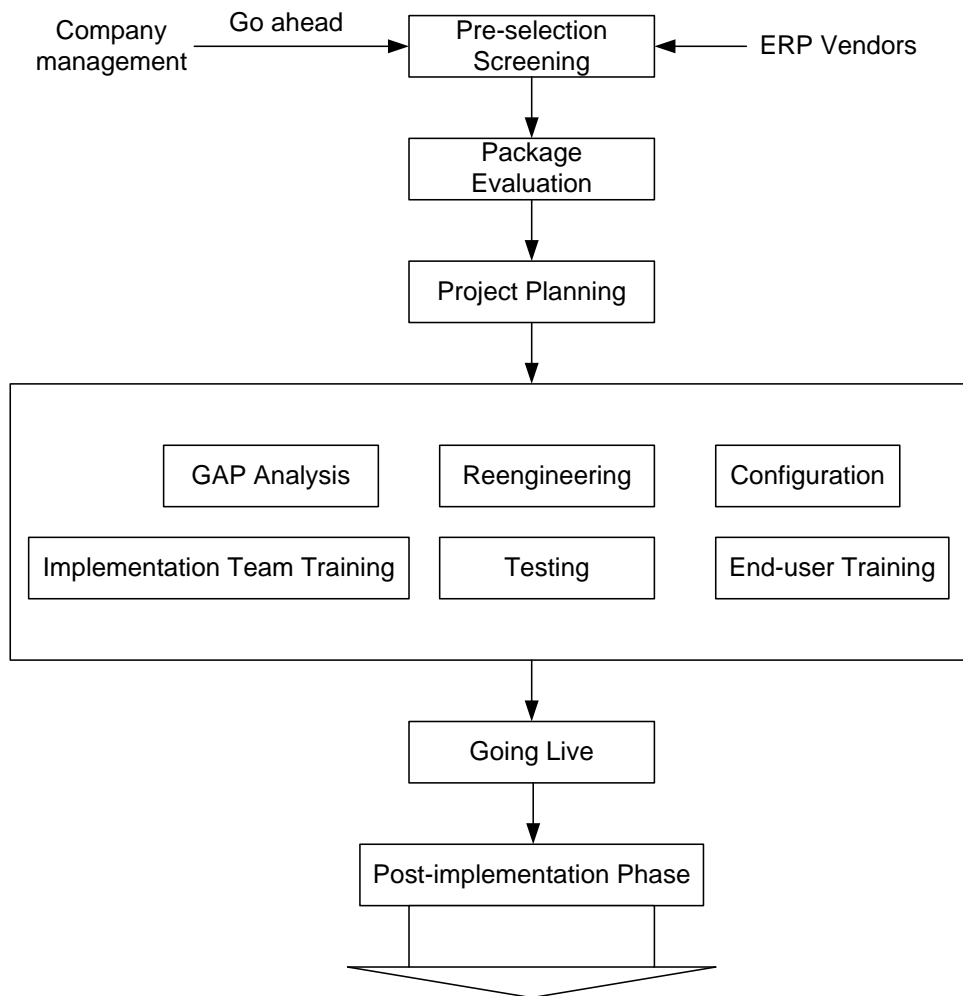 Company
management
Go ahead
Pre-selection
Screening
ERP Vendors
Package
Evaluation
Project Planning
GAP Analysis
Reengineering
Configuration
Implementation Team Training
Testing
End-user Training
Going Live
Post-implementation Phase